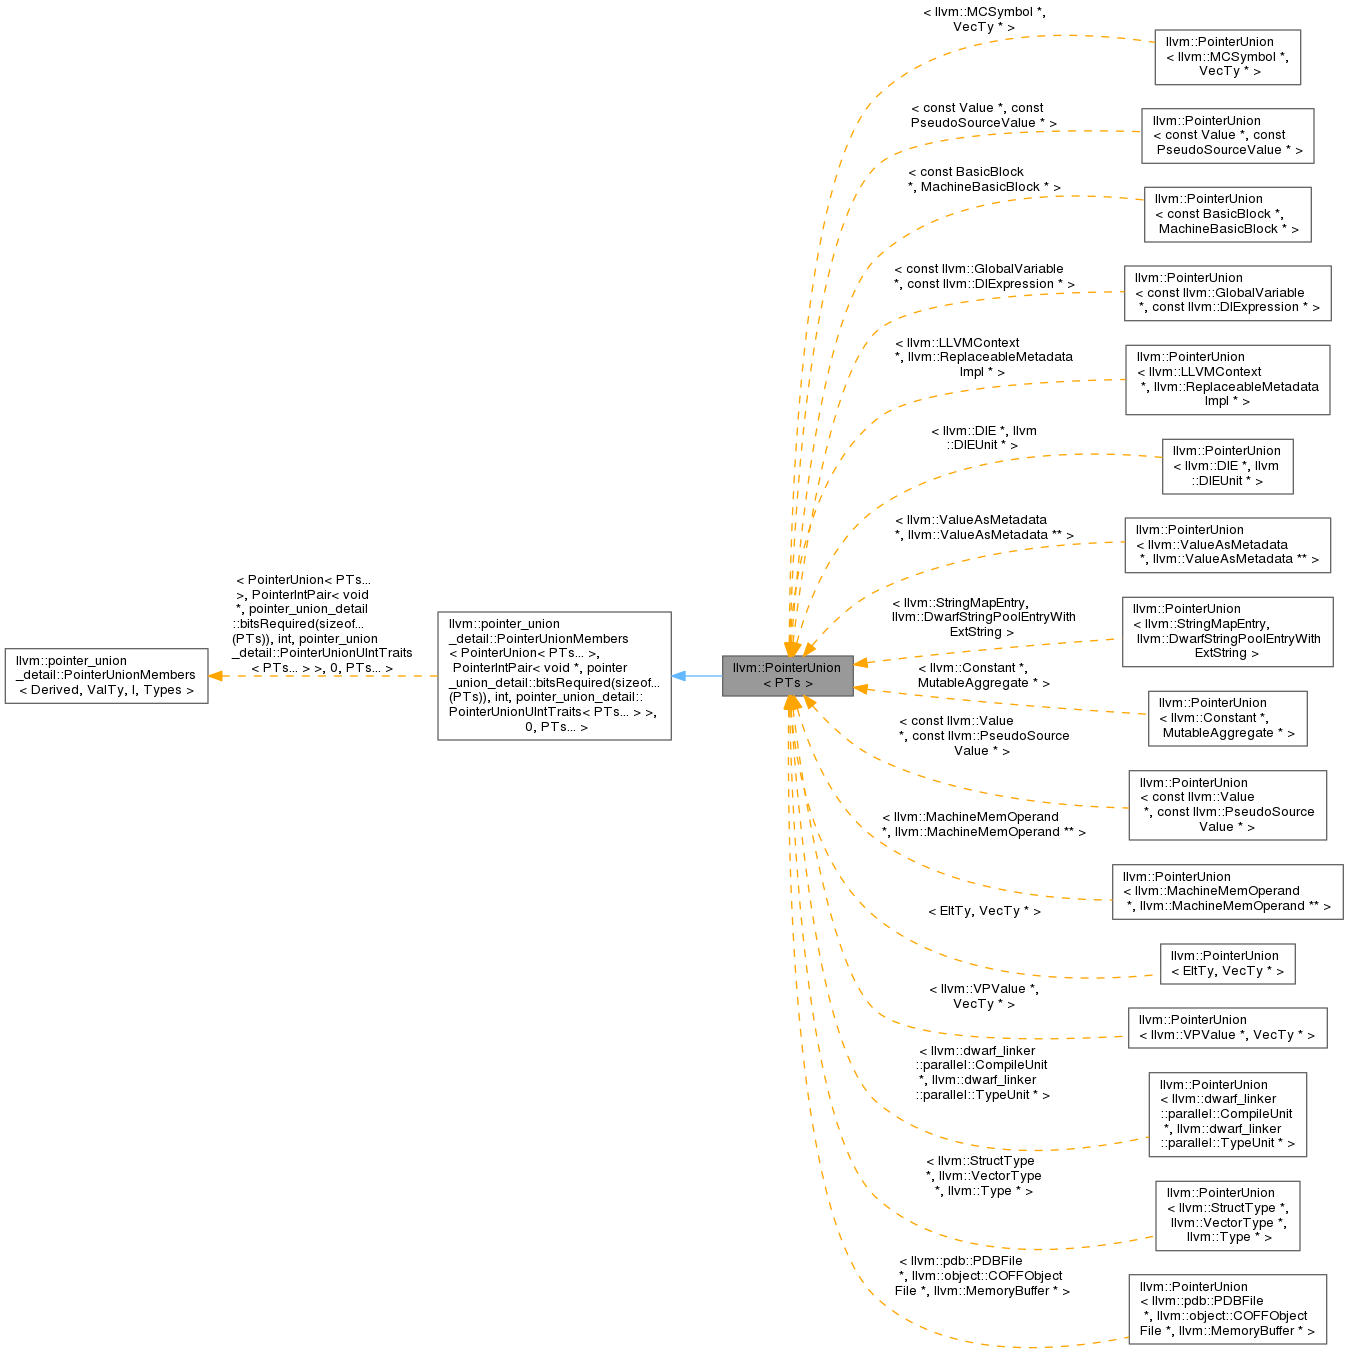 llvm::pointer_union
_detail::PointerUnionMembers
< Derived, ValTy, I, Types >
< PointerUnion< PTs...
>, PointerIntPair< void
*, pointer_union_detail
::bitsRequired(sizeof...
(PTs)), int, pointer_union
_detail::PointerUnionUIntTraits
< PTs... > >, 0, PTs... >
llvm::pointer_union
_detail::PointerUnionMembers
< PointerUnion< PTs... >,
PointerIntPair< void *, pointer
_union_detail::bitsRequired(sizeof...
(PTs)), int, pointer_union_detail::
PointerUnionUIntTraits< PTs... > >,
0, PTs... >
llvm::PointerUnion
< PTs >
< llvm::MCSymbol *,
VecTy * >
llvm::PointerUnion
< llvm::MCSymbol *,
VecTy * >
< const Value *, const
PseudoSourceValue * >
llvm::PointerUnion
< const Value *, const
PseudoSourceValue * >
< const BasicBlock
*, MachineBasicBlock * >
llvm::PointerUnion
< const BasicBlock *,
MachineBasicBlock * >
< const llvm::GlobalVariable
*, const llvm::DIExpression * >
llvm::PointerUnion
< const llvm::GlobalVariable
*, const llvm::DIExpression * >
< llvm::LLVMContext
*, llvm::ReplaceableMetadata
Impl * >
llvm::PointerUnion
< llvm::LLVMContext
*, llvm::ReplaceableMetadata
Impl * >
< llvm::DIE *, llvm
::DIEUnit * >
llvm::PointerUnion
< llvm::DIE *, llvm
::DIEUnit * >
< llvm::ValueAsMetadata
*, llvm::ValueAsMetadata ** >
llvm::PointerUnion
< llvm::ValueAsMetadata
*, llvm::ValueAsMetadata ** >
< llvm::StringMapEntry,
llvm::DwarfStringPoolEntryWith
ExtString >
llvm::PointerUnion
< llvm::StringMapEntry,
llvm::DwarfStringPoolEntryWith
ExtString >
< llvm::Constant *,
MutableAggregate * >
llvm::PointerUnion
< llvm::Constant *,
MutableAggregate * >
< const llvm::Value
*, const llvm::PseudoSource
Value * >
llvm::PointerUnion
< const llvm::Value
*, const llvm::PseudoSource
Value * >
< llvm::MachineMemOperand
*, llvm::MachineMemOperand ** >
llvm::PointerUnion
< llvm::MachineMemOperand
*, llvm::MachineMemOperand ** >
< EltTy, VecTy * >
llvm::PointerUnion
< EltTy, VecTy * >
< llvm::VPValue *,
VecTy * >
llvm::PointerUnion
< llvm::VPValue *, VecTy * >
< llvm::dwarf_linker
::parallel::CompileUnit
*, llvm::dwarf_linker
::parallel::TypeUnit * >
llvm::PointerUnion
< llvm::dwarf_linker
::parallel::CompileUnit
*, llvm::dwarf_linker
::parallel::TypeUnit * >
< llvm::StructType
*, llvm::VectorType
*, llvm::Type * >
llvm::PointerUnion
< llvm::StructType *,
llvm::VectorType *,
llvm::Type * >
< llvm::pdb::PDBFile
*, llvm::object::COFFObject
File *, llvm::MemoryBuffer * >
llvm::PointerUnion
< llvm::pdb::PDBFile
*, llvm::object::COFFObject
File *, llvm::MemoryBuffer * >